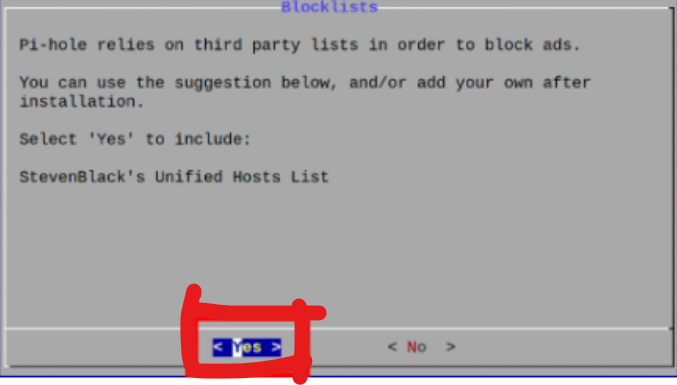 Blocklists
Pi-hole relies on third party lists in order to block ads.
You can use the suggestion below, and/or add your own after
installation.
Select 'Yes' to include:
StevenBlack's Unified Hosts List
< Yes > < No >